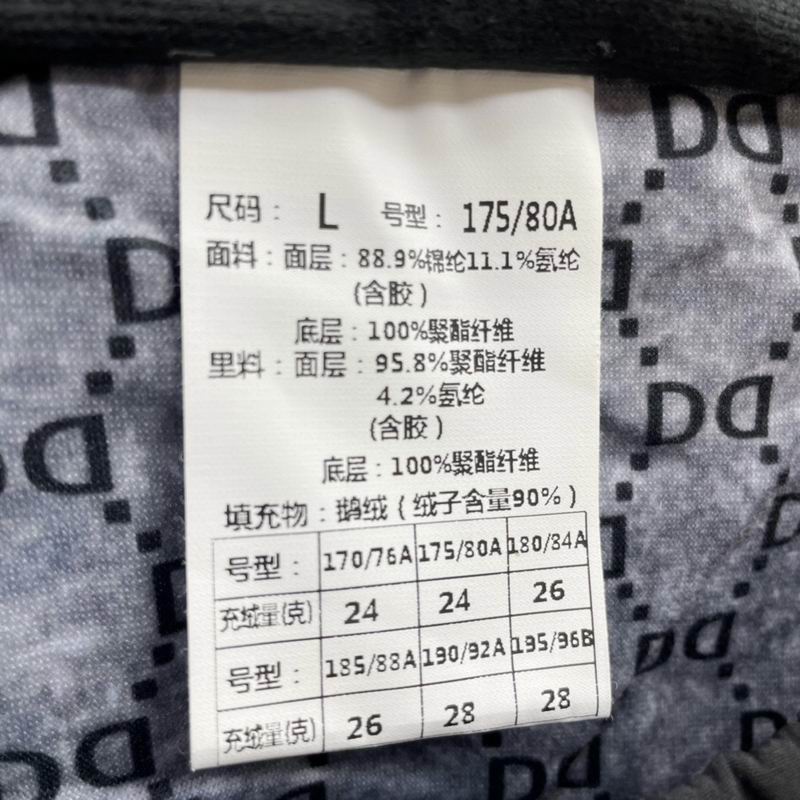 尺码： L 号型：175/80A
面料：面层：88.9%锦纶11.1%氨纶
(含胶)
底层：100%聚酯纤维
里料：面层：95.8%聚酯纤维
4.2%氨纶
(含胶)
底层：100%聚酯纤维
填充物：鹅绒(绒子含量90%)
号型： 170/76A 175/80A 180/84A
充绒量(克) 24 24 26
号型： 185/88A 190/92A 195/96B
充绒量(克) 26 28 28